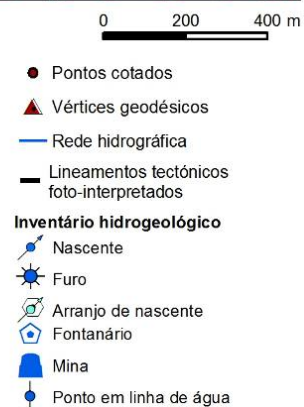 0 200 400 m
Pontos cotados
Vértices geodésicos
Rede hidrográfica
Lineamentos tectónicos
foto-interpretados
Inventário hidrogeológico
Nascente
Furo
Arranjo de nascente
Fontanário
Mina
Ponto em linha de água